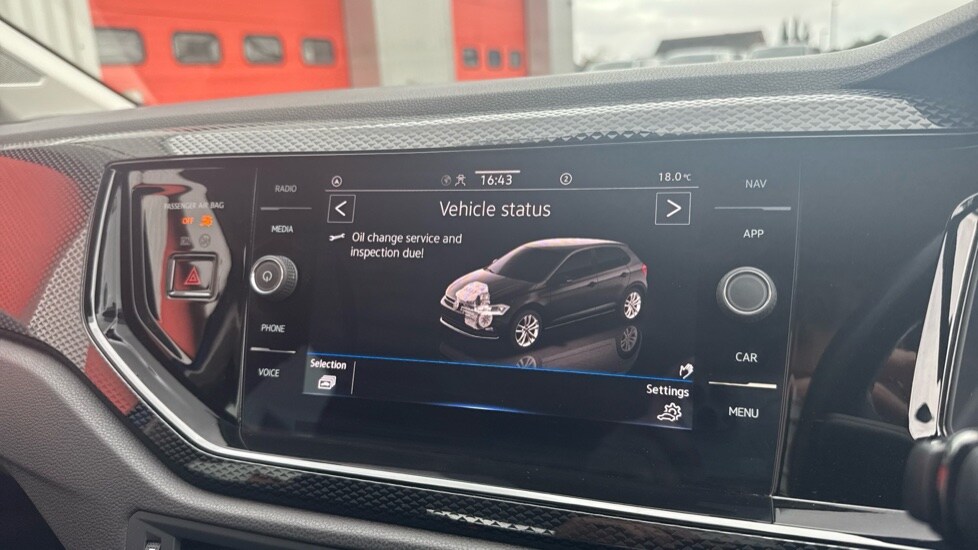 PASSENGER AIR BAG
OFF
RADIO
MEDIA
PHONE
VOICE
A
16:43
2
18.0°C
<
Vehicle status
>
Oil change service and
inspection due!
Selection
Settings
NAV
APP
CAR
MENU